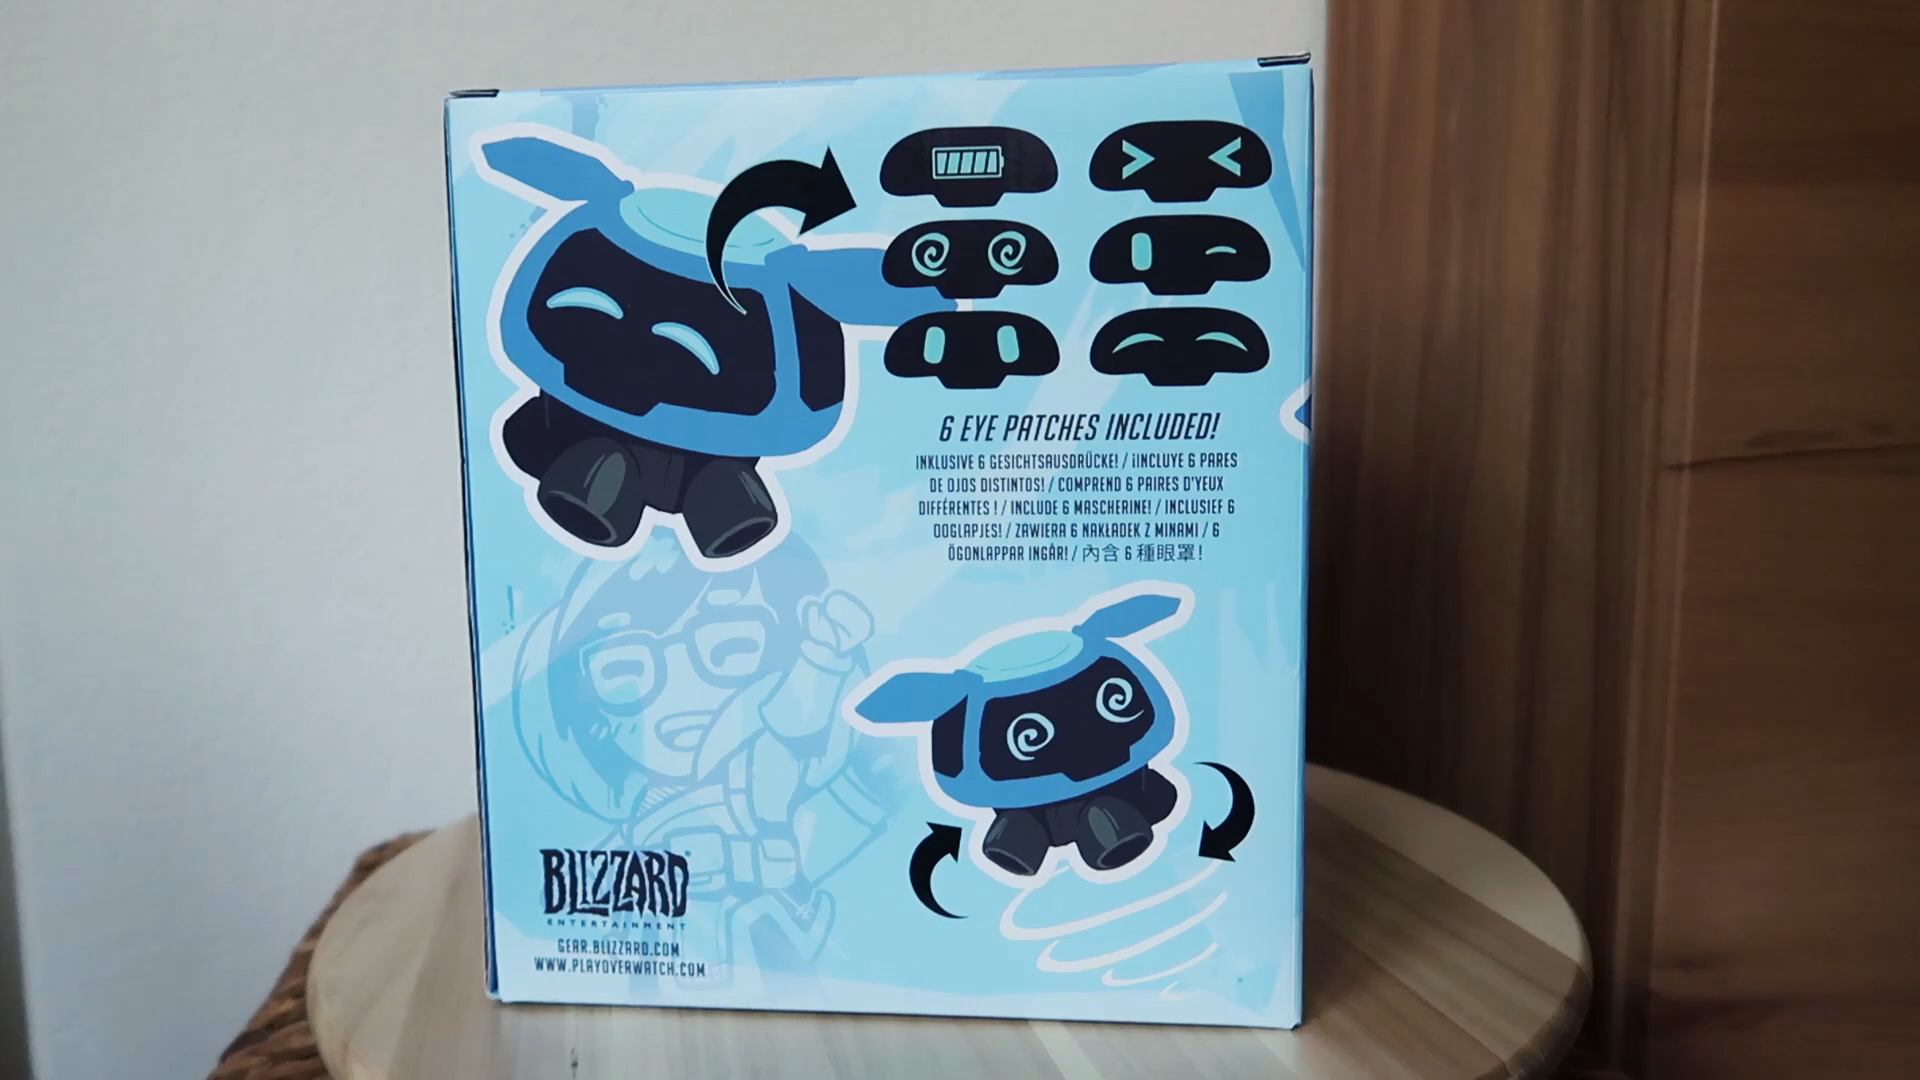 6 EYE PATCHES INCLUDED!
INKLUSIVE 6 GESICHTSAUSDRÜCKE! / ¡INCLUYE 6 PARES
DE OJOS DISTINTOS! / COMPREND 6 PAIRES D'YEUX
DIFFÉRENTES ! / INCLUDE 6 MASCHERINE! / INCLUSIEF 6
OOGLAPJES! / ZAWIERA 6 NAKŁADEK Z MINAMI / 6
ÖGONLAPPAR INGÅR! / 內含 6 種眼罩!
BLIZZARD
ENTERTAINMENT
GEAR.BLIZZARD.COM
WWW.PLAYOVERWATCH.COM